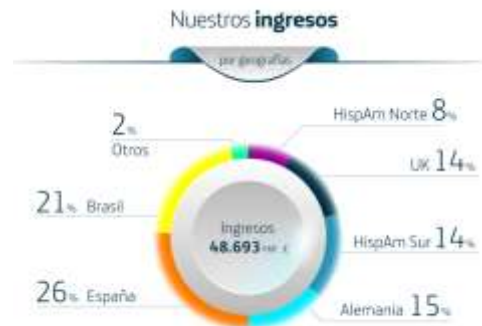 Nuestros ingresos
por geografías
HispAm Norte 8%
2%
Otros
UK 14%
21% Brasil
Ingresos
48.693
HispAm Sur 14%
26% España
Alemania 15%